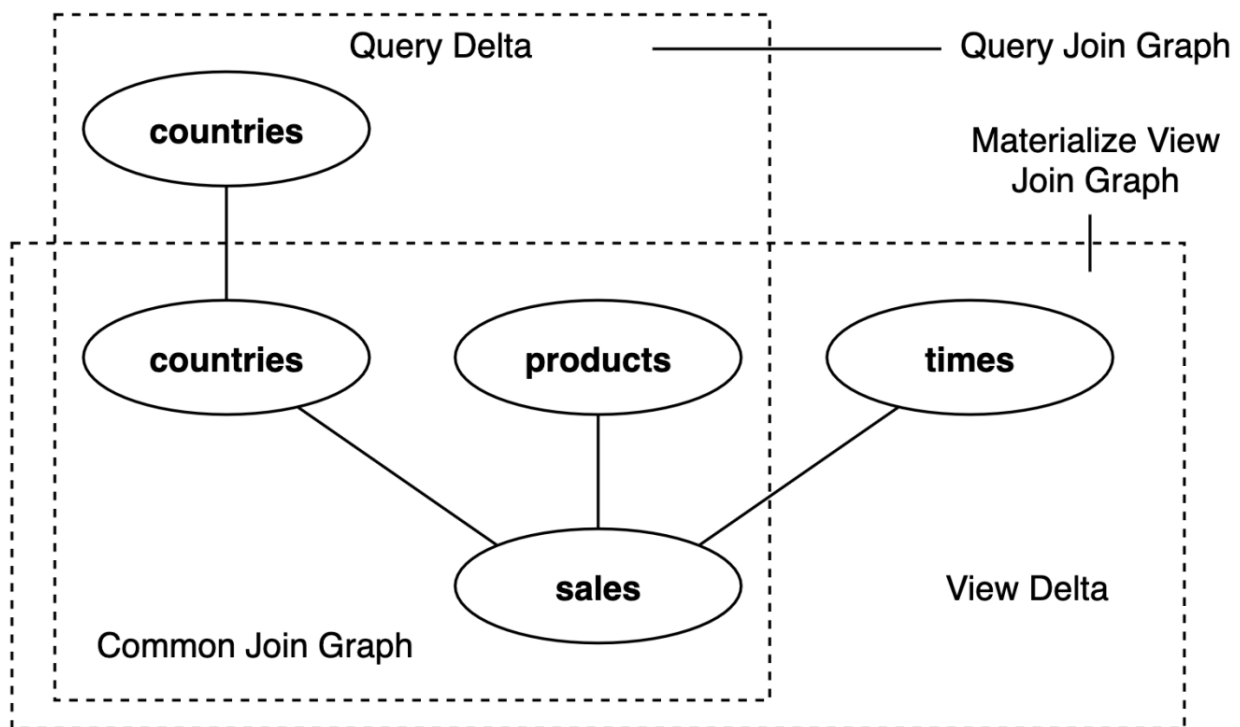 Query Delta
Query Join Graph
countries
Materialize View
Join Graph
countries
products
times
sales
View Delta
Common Join Graph